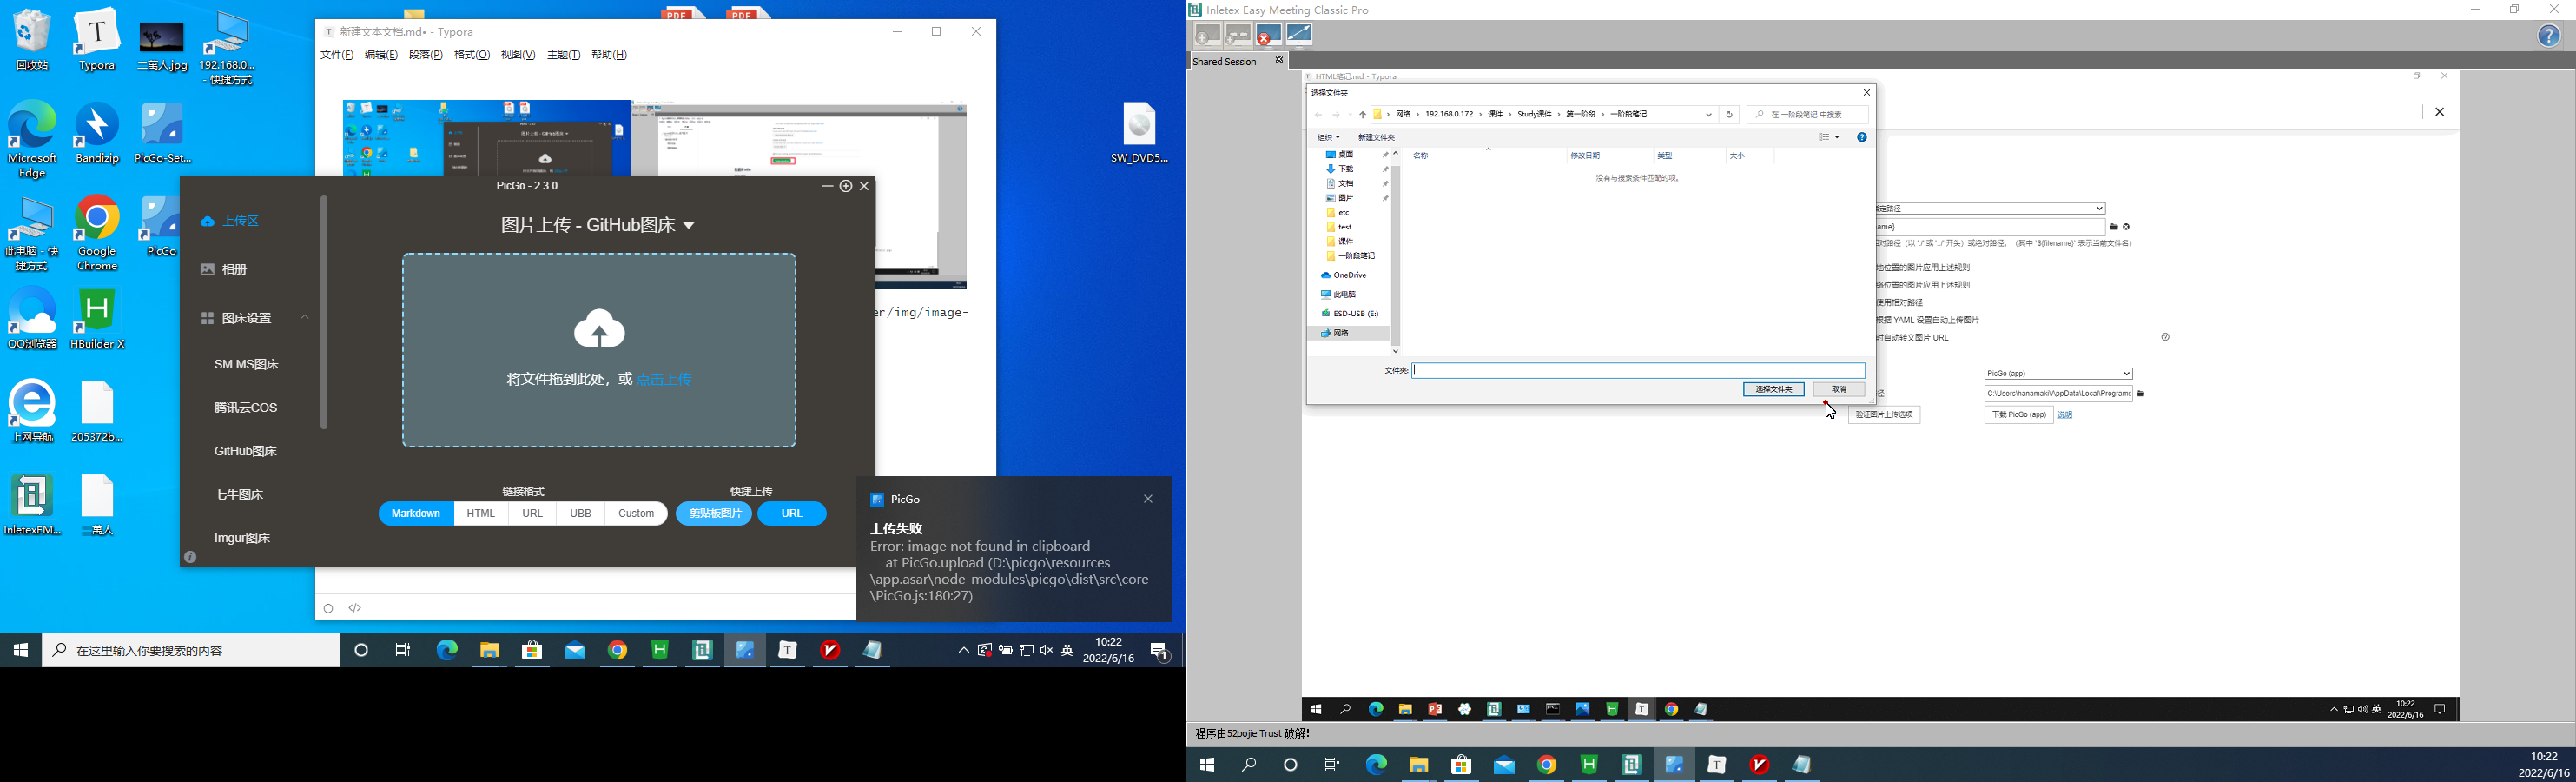 回收站
Typora
二萬人.jpg
192.168.0...
- 快捷方式
Microsoft
Edge
Bandizip
PicGo-Set...
此电脑 - 快
捷方式
Google
Chrome
PicGo
QQ浏览器
HBuilder X
上网导航
205372b...
InletexEM...
二萬人
PDF
PDF
SW_DVD5...
新建文本文档.md• - Typora
文件(F) 编辑(E) 段落(P) 格式(O) 视图(V) 主题(T) 帮助(H)
er/img/image-
PicGo - 2.3.0
上传区
相册
图床设置
SM.MS图床
腾讯云COS
GitHub图床
七牛图床
Imgur图床
图片上传 - GitHub图床
将文件拖到此处，或 点击上传
链接格式
快捷上传
Markdown HTML URL UBB Custom
剪贴板图片 URL
PicGo
上传失败
Error: image not found in clipboard
at PicGo.upload (D:\picgo\resources
\app.asar\node_modules\picgo\dist\src\core
\PicGo.js:180:27)
在这里输入你要搜索的内容
英
10:22
2022/6/16
1
Inletex Easy Meeting Classic Pro
Shared Session
HTML笔记.md - Typora
选择文件夹
网络 › 192.168.0.172 › 课件 › Study课件 › 第一阶段 › 一阶段笔记
在 一阶段笔记 中搜索
组织 新建文件夹
桌面
下载
文档
图片
etc
test
课件
一阶段笔记
OneDrive
此电脑
ESD-USB (E:)
网络
名称 修改日期 类型 大小
没有与搜索条件匹配的项。
文件夹:
选择文件夹 取消
定路径
name)
对路径（以 './' 或 '../' 开头）或绝对路径。（其中 `${filename}` 表示当前文件名）
地位置的图片应用上述规则
络位置的图片应用上述规则
使用相对路径
根据 YAML 设置自动上传图片
时自动转义图片 URL
PicGo (app)
径
C:\Users\hanamaki\AppData\Local\Programs
验证图片上传选项
下载 PicGo (app) 说明
英
10:22
2022/6/16
程序由52pojie Trust 破解!
10:22
2022/6/16